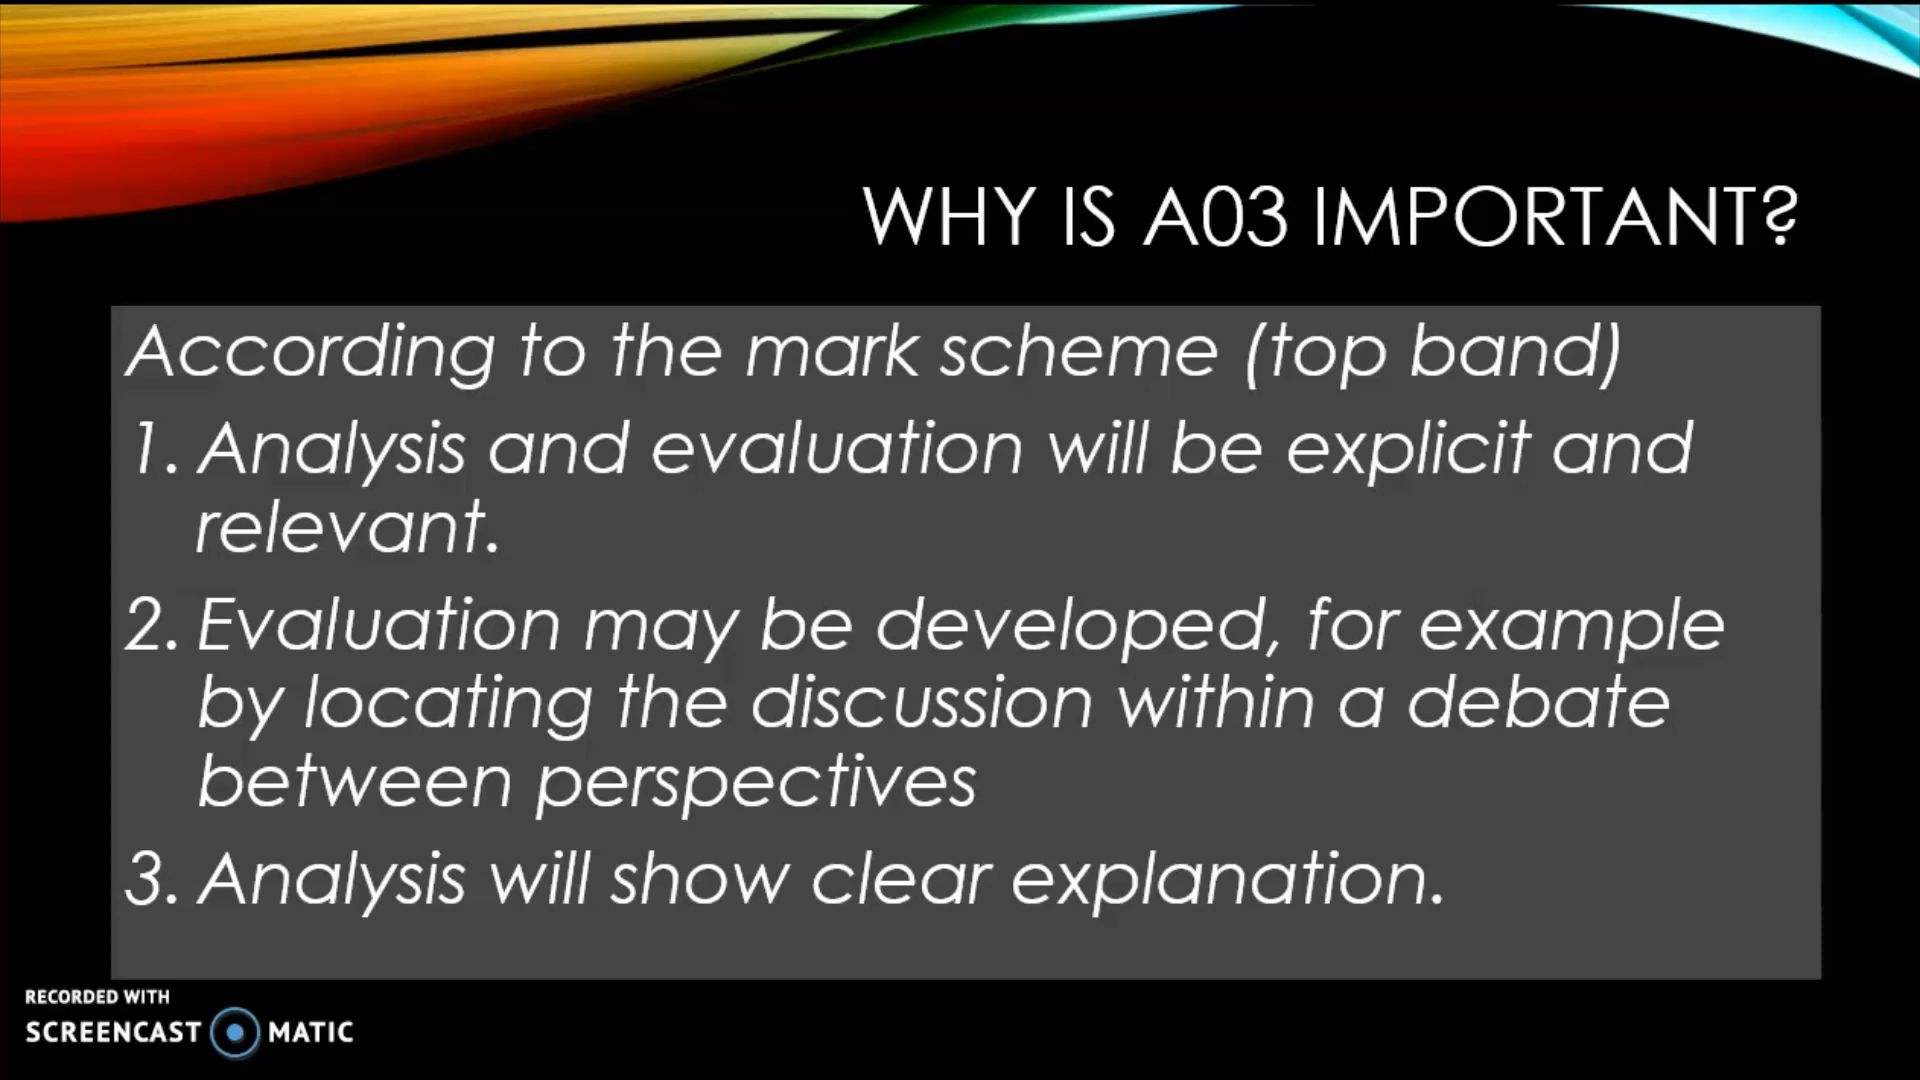 WHY IS A03 IMPORTANT?
According to the mark scheme (top band)
1. Analysis and evaluation will be explicit and
relevant.
2. Evaluation may be developed, for example
by locating the discussion within a debate
between perspectives
3. Analysis will show clear explanation.
RECORDED WITH
SCREENCAST MATIC